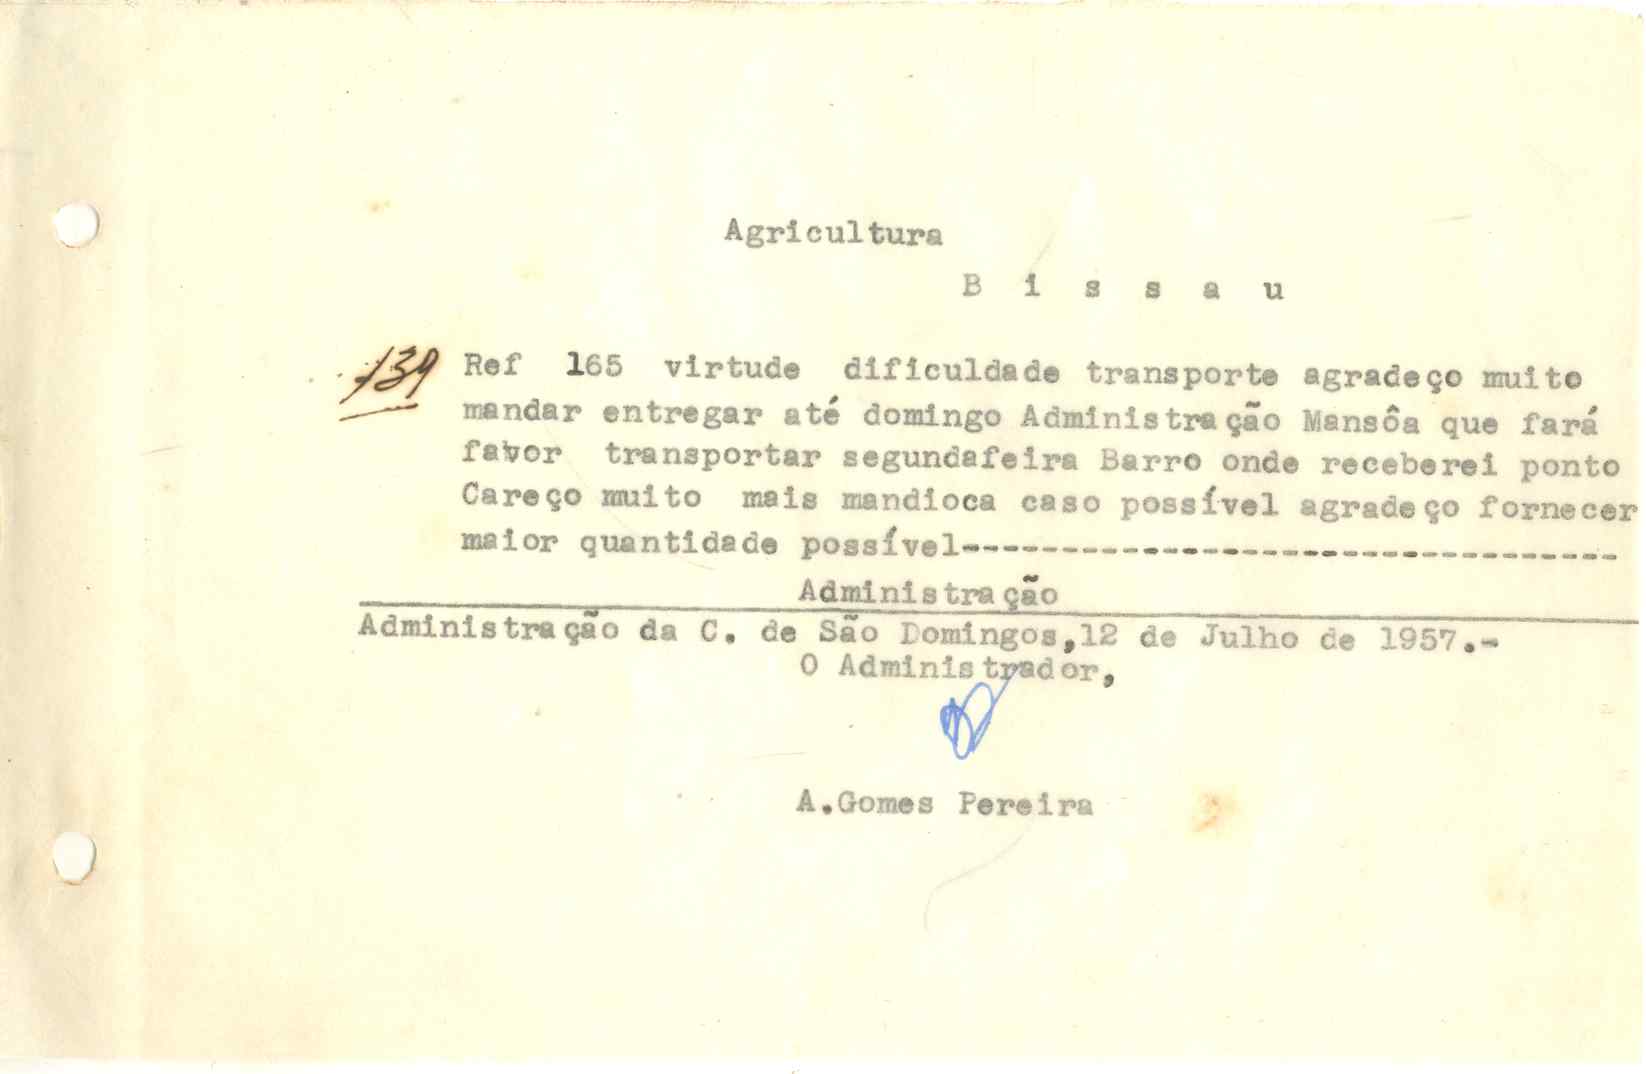 Agricultura
B i s s a u
139 Ref 165 virtude dificuldade transporte agradeço muito
mandar entregar até domingo Administração Mansôa que fará
favor transportar segundafeira Barro onde receberei ponto
Careço muito mais mandioca caso possível agradeço fornecer
maior quantidade possível---------------------------------
Administração
Administração da C. de São Domingos,12 de Julho de 1957.-
O Administrador,
A.Gomes Pereira